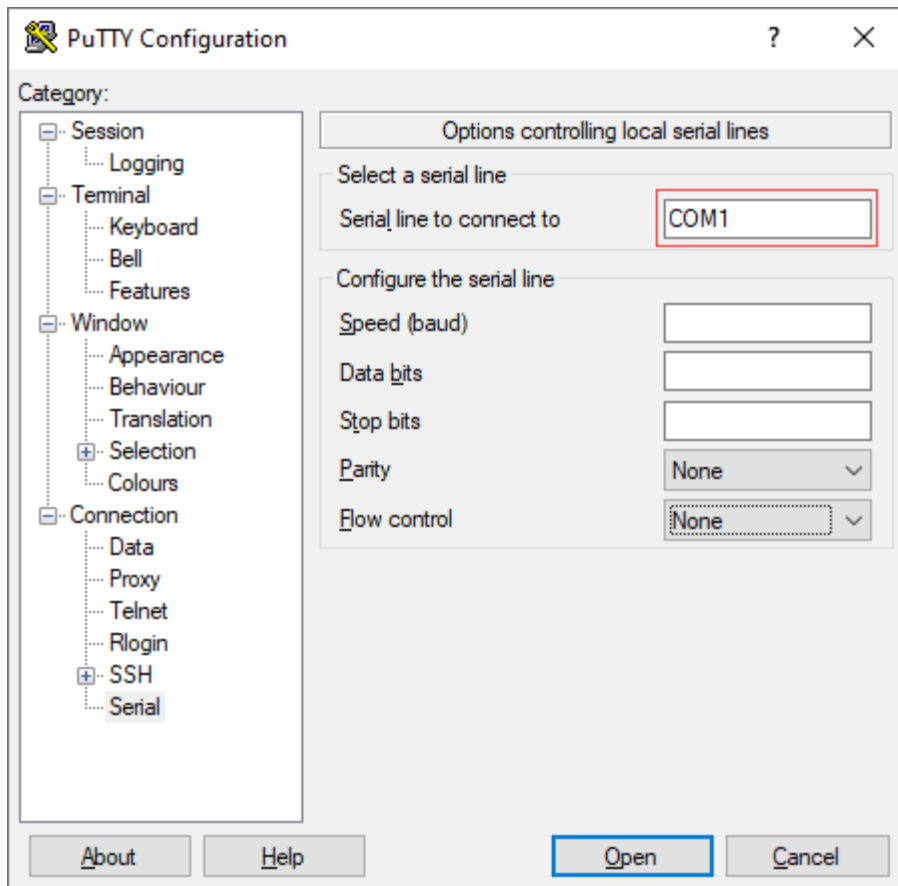 PuTTY Configuration
?
Category:
Session
Logging
Terminal
Keyboard
Bell
Features
Window
Appearance
Behaviour
Translation
Selection
Colours
Connection
Data
Proxy
Telnet
Rlogin
SSH
Serial
Options controlling local serial lines
Select a serial line
Serial line to connect to COM1
Configure the serial line
Speed (baud)
Data bits
Stop bits
Parity None
Flow control None
About Help Open Cancel